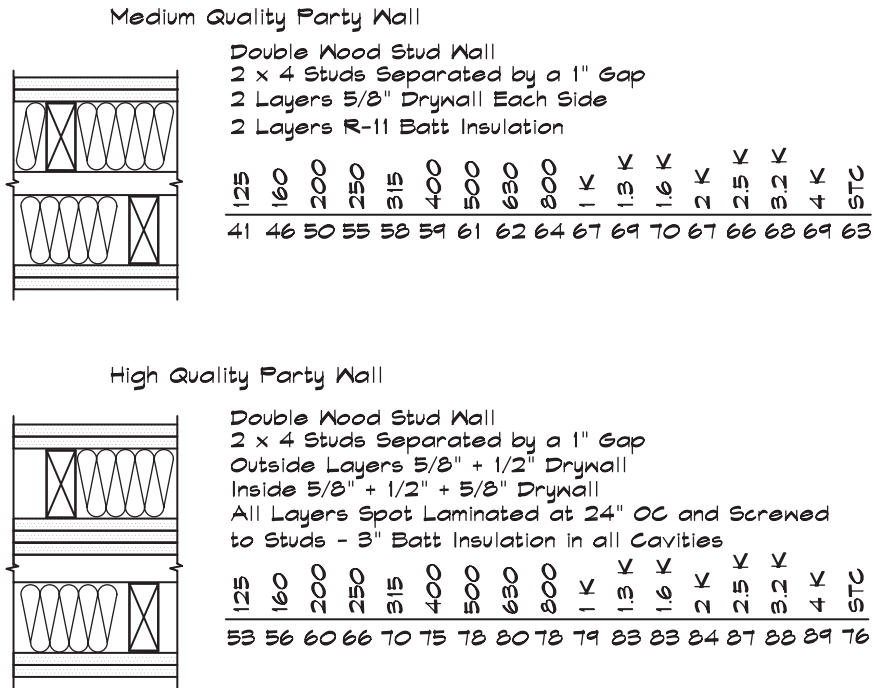 Medium Quality Party Wall
Double Wood Stud Wall
2 x 4 Studs Separated by a 1" Gap
2 Layers 5/8" Drywall Each Side
2 Layers R-11 Batt Insulation
125 160 200 250 315 400 500 630 800 1 K 1.3 K 1.6 K 2 K 2.5 K 3.2 K 4 K STC
41 46 50 55 58 59 61 62 64 67 69 70 67 66 68 69 63
High Quality Party Wall
Double Wood Stud Wall
2 x 4 Studs Separated by a 1" Gap
Outside Layers 5/8" + 1/2" Drywall
Inside 5/8" + 1/2" + 5/8" Drywall
All Layers Spot Laminated at 24" OC and Screwed
to Studs - 3" Batt Insulation in all Cavities
125 160 200 250 315 400 500 630 800 1 K 1.3 K 1.6 K 2 K 2.5 K 3.2 K 4 K STC
53 56 60 66 70 75 78 80 78 79 83 83 84 87 88 89 76